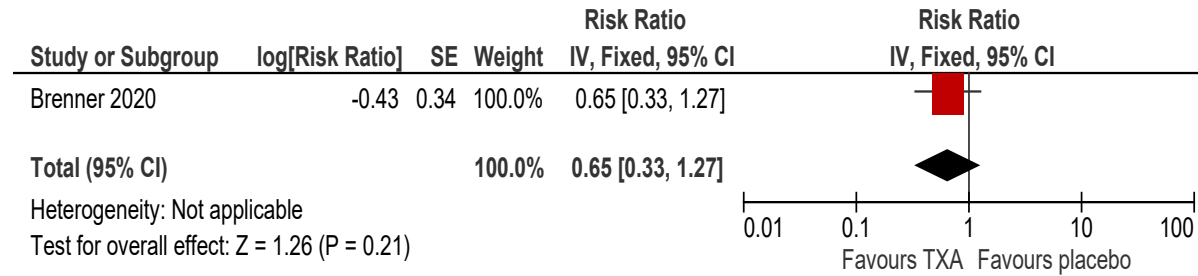 Risk Ratio Risk Ratio
Study or Subgroup log[Risk Ratio] SE Weight IV, Fixed, 95% CI IV, Fixed, 95% CI
Brenner 2020 -0.43 0.34 100.0% 0.65 [0.33, 1.27]
Total (95% CI) 100.0% 0.65 [0.33, 1.27]
Heterogeneity: Not applicable
Test for overall effect: Z = 1.26 (P = 0.21)
0.01 0.1 1 10 100
Favours TXA Favours placebo